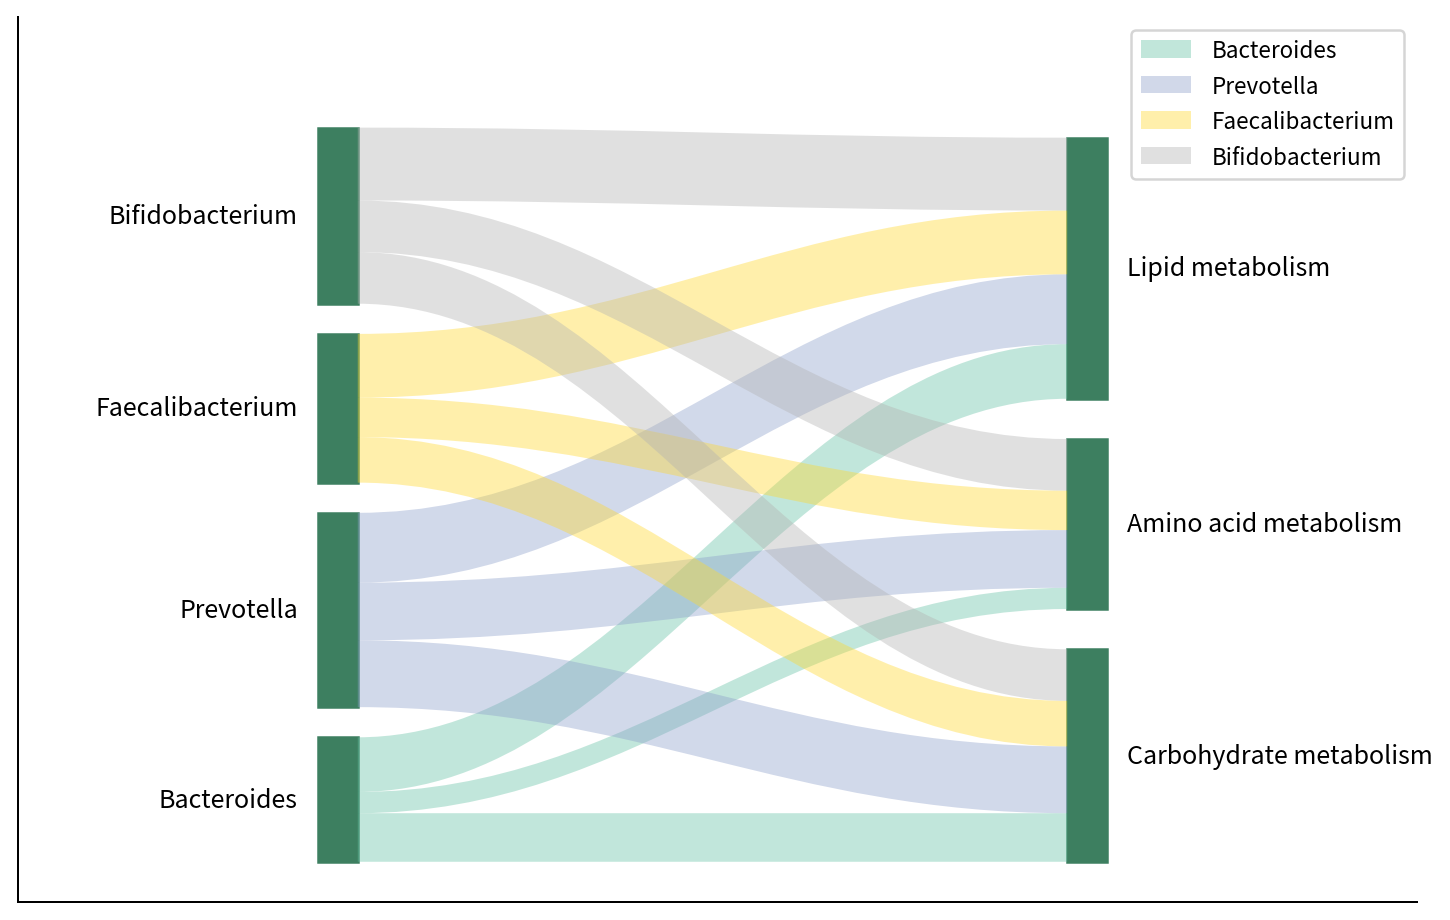 Bacteroides
Prevotella
Faecalibacterium
Bifidobacterium
Bifidobacterium
Faecalibacterium
Prevotella
Bacteroides
Lipid metabolism
Amino acid metabolism
Carbohydrate metabolism